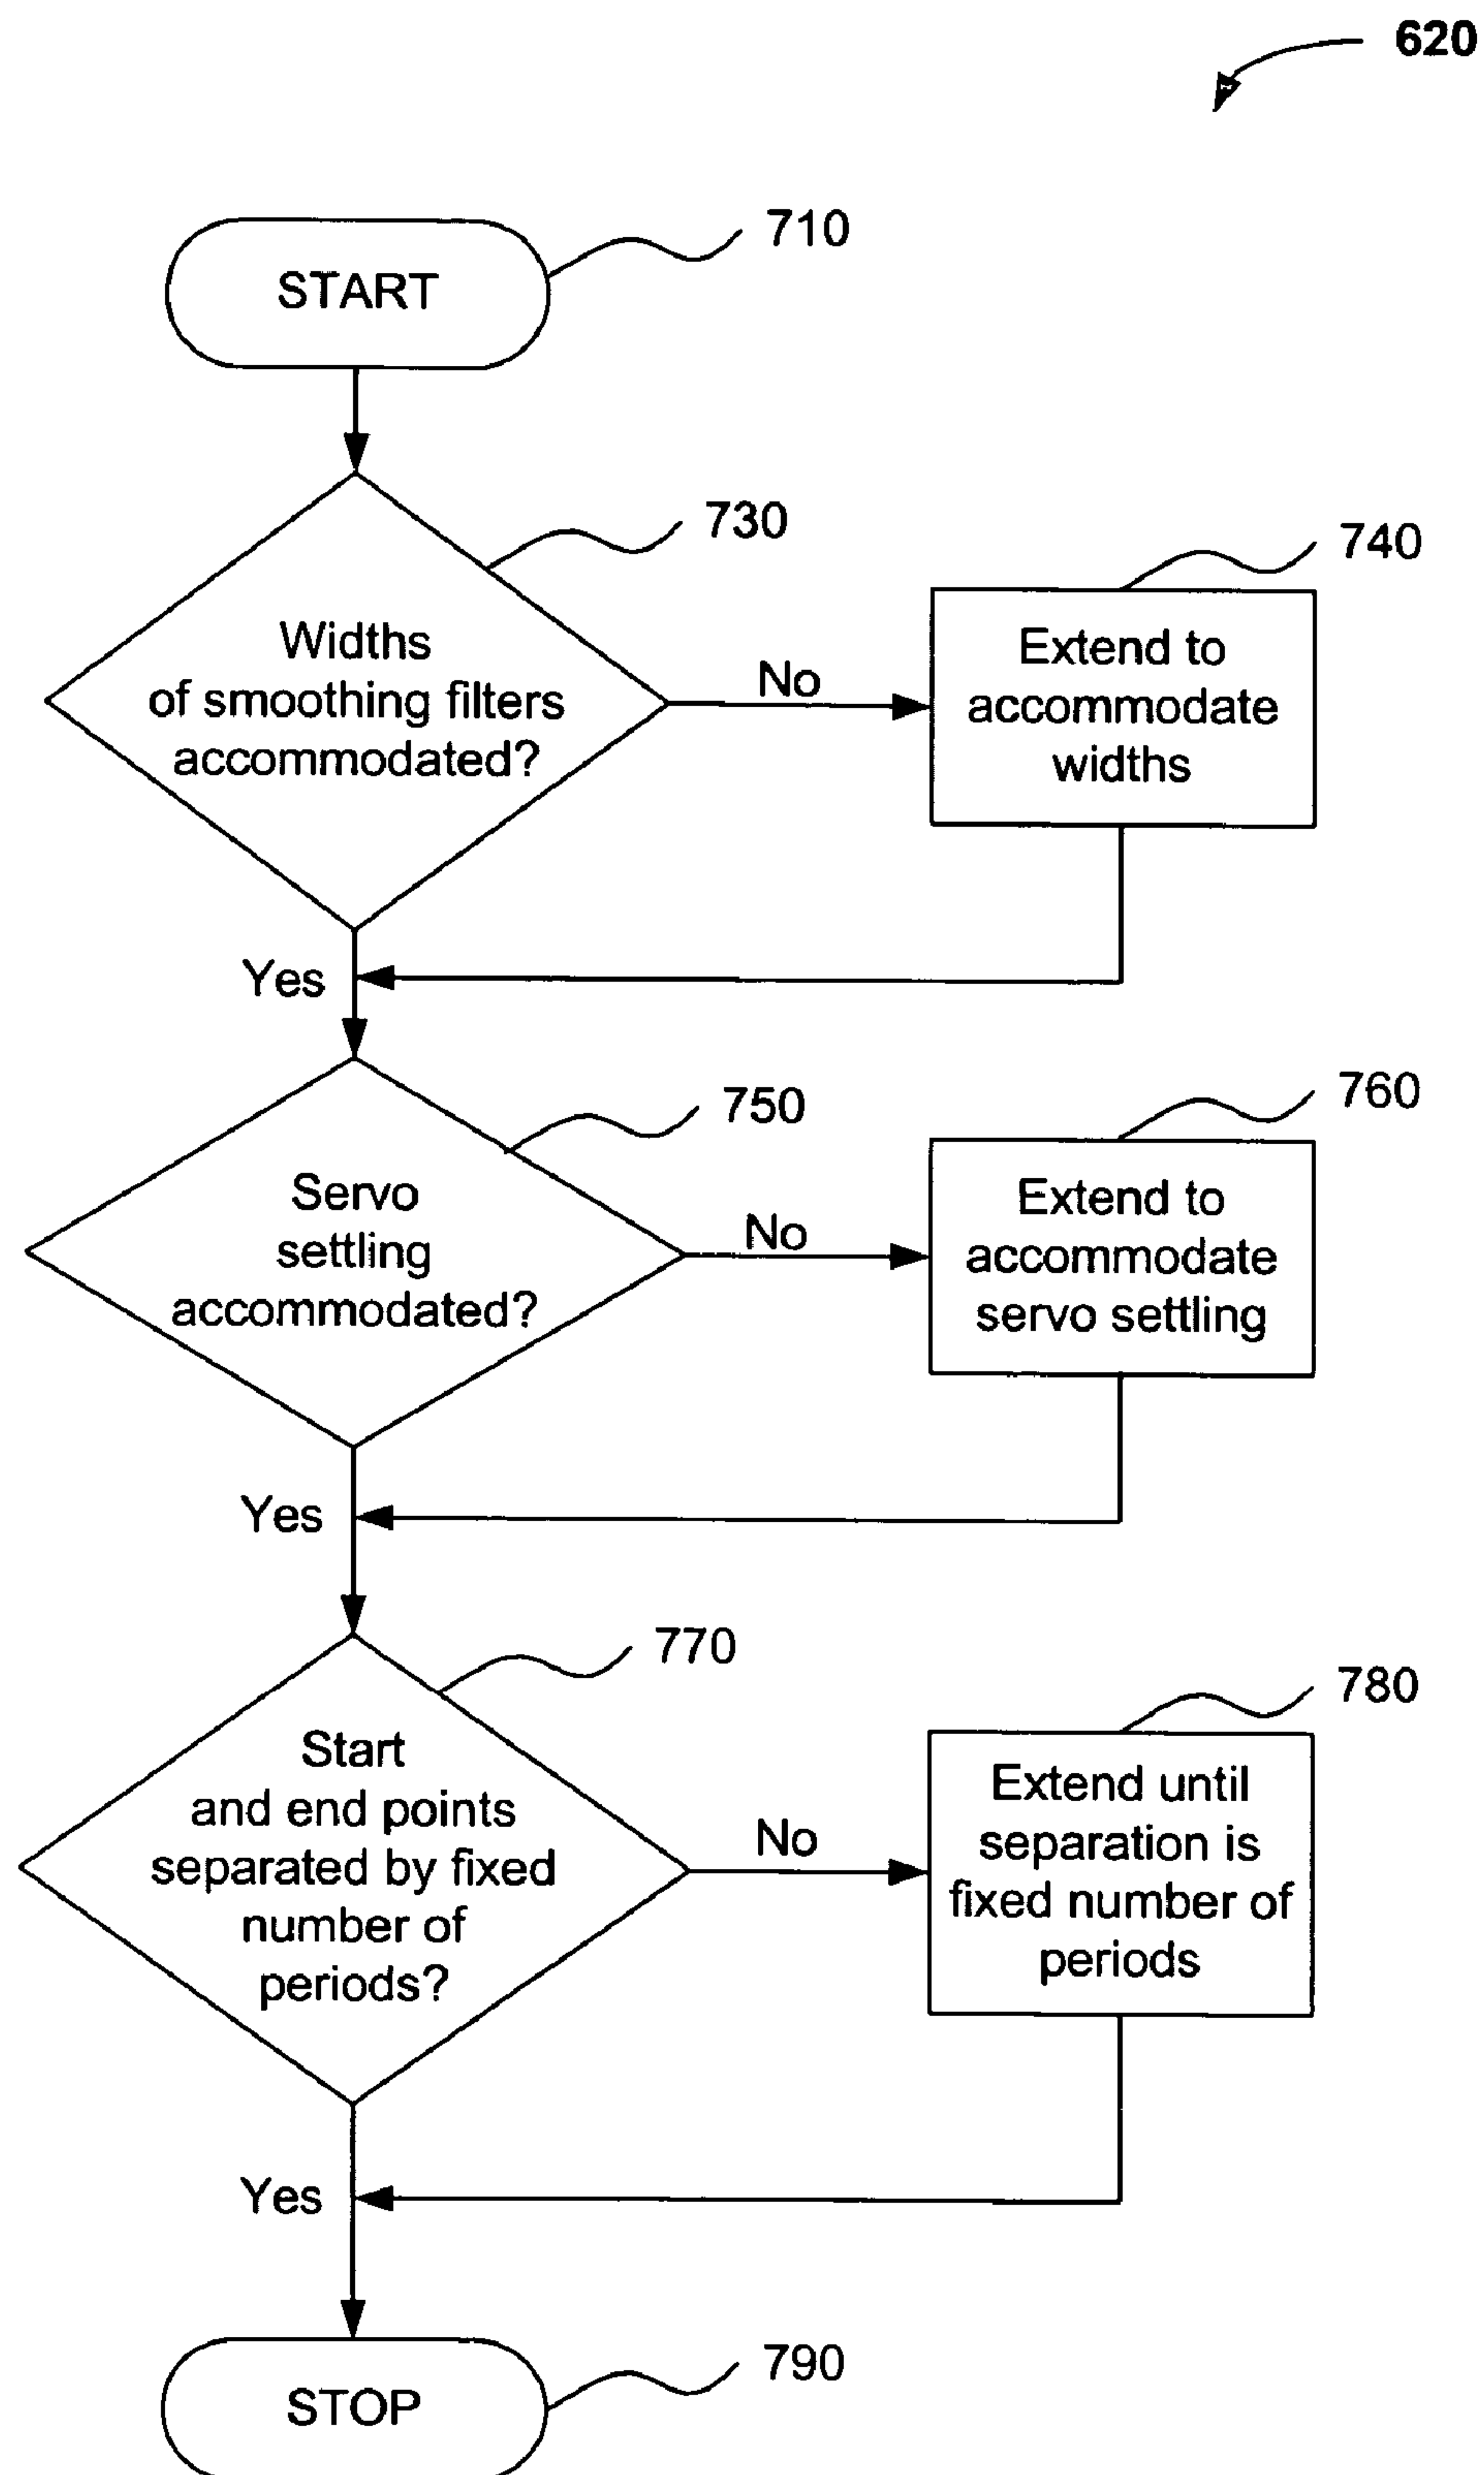 620
710
START
730
Widths
of smoothing filters
accommodated?
No
740
Extend to
accommodate
widths
Yes
750
Servo
settling
accommodated?
No
760
Extend to
accommodate
servo settling
Yes
770
Start
and end points
separated by fixed
number of
periods?
No
780
Extend until
separation is
fixed number of
periods
Yes
790
STOP